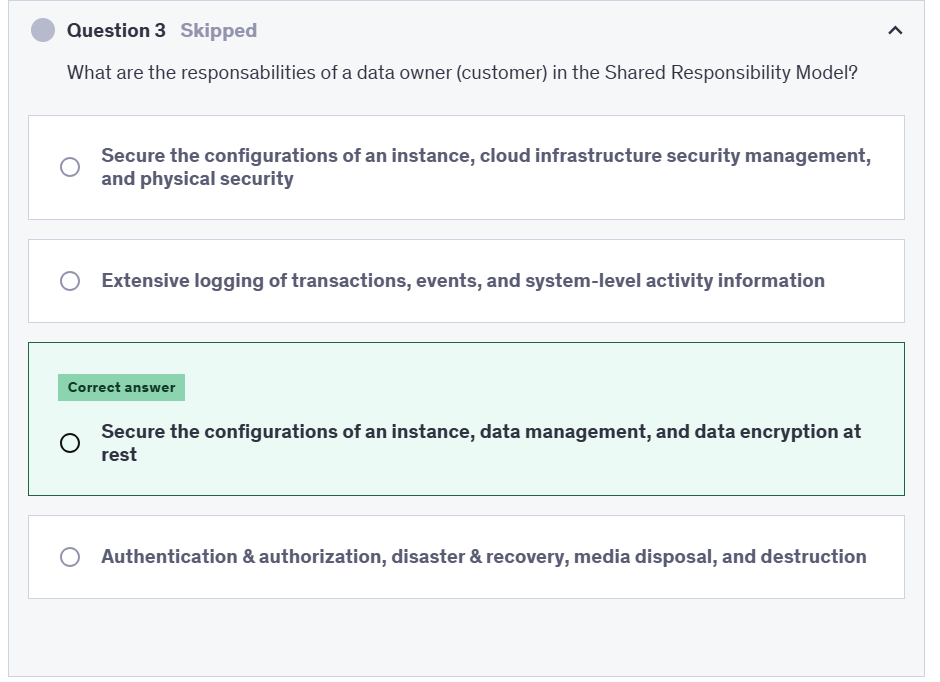 Question 3 Skipped
What are the responsabilities of a data owner (customer) in the Shared Responsibility Model?
Secure the configurations of an instance, cloud infrastructure security management,
and physical security
Extensive logging of transactions, events, and system-level activity information
Correct answer
Secure the configurations of an instance, data management, and data encryption at
rest
Authentication & authorization, disaster & recovery, media disposal, and destruction